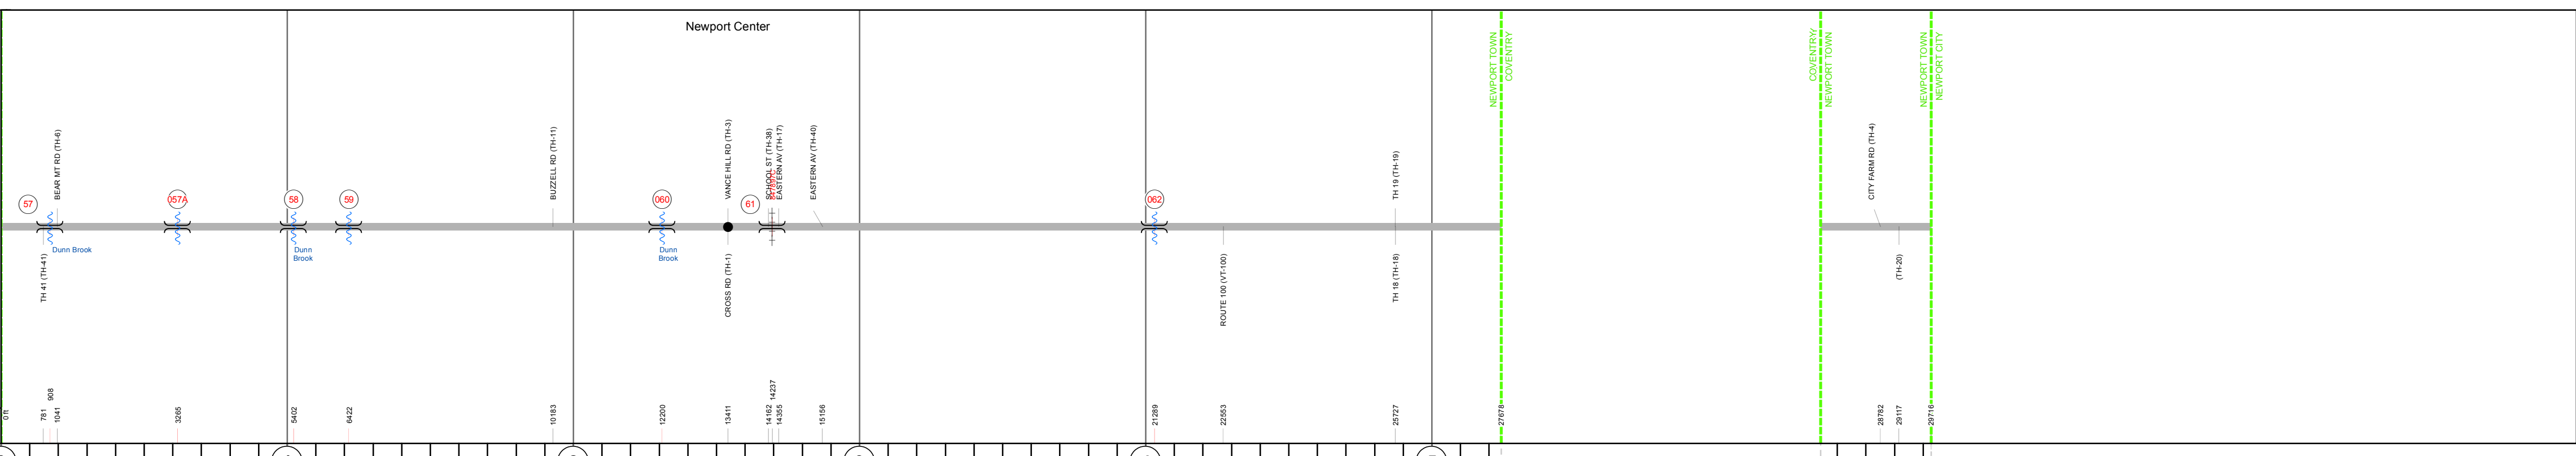 Newport Center
NEWPORT TOWN
COVENTRY
COVENTRY/
NEWPORT TOWN
NEWPORT TOWN
NEWPORT CITY
BEAR MT RD (TH-6)
BUZZELL RD (TH-11)
VANCE HILL RD (TH-3)
SCHOOL ST (TH-38)
EASTERN AV (TH-17)
EASTERN AV (TH-40)
TH 19 (TH-19)
CITY FARM RD (TH-4)
57
057A
58
59
060
61
062
Dunn Brook
Dunn
Brook
Dunn
Brook
TH 41 (TH-41)
CROSS RD (TH-1)
ROUTE 100 (VT-100)
TH 18 (TH-18)
(TH-20)
0 ft
781
908
1041
3265
5402
6422
10183
12200
13411
14162
14237
14355
15156
21289
22553
25727
27678
28782
29117
29716